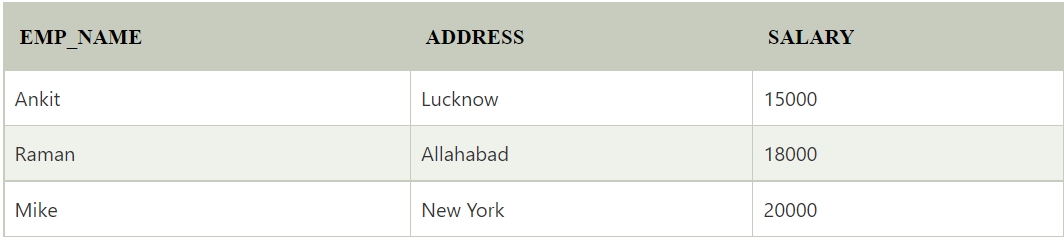 EMP_NAME ADDRESS SALARY
Ankit Lucknow 15000
Raman Allahabad 18000
Mike New York 20000